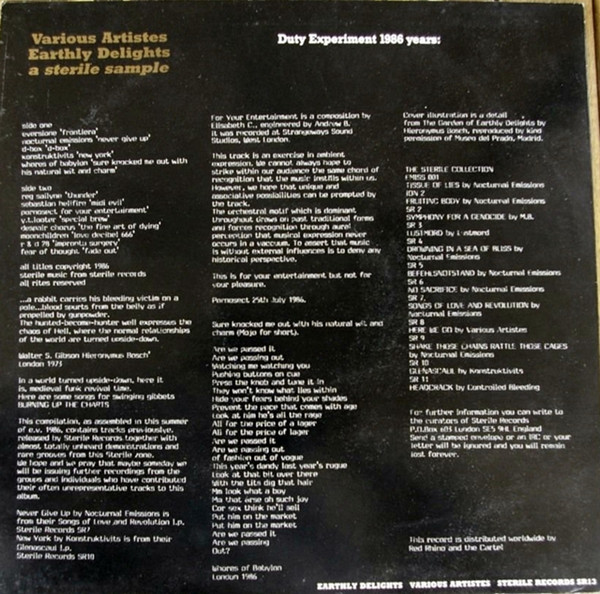 Various Artistes
Earthly Delights
a sterile sample
Duty Experiment 1986 years:
side one
eversione 'frontiera'
nocturnal emissions 'never give up'
d-box 'd-box'
konstruktivits 'new york'
whores of babylon 'sure knocked me out with
his natural wit and charm'
side two
reg sailyne 'thunder'
sebastian hellfire 'midi evil'
pornosect 'for your entertainment'
v.t.looter 'special brew'
despair chorus 'the fine art of dying'
moonchildren 'love decibel 666'
r & d 78 'impromptu surgery'
fear of thought 'fade out'
all titles copyright 1986
sterile music from sterile records
all rites reserved
...a rabbit carries his bleeding victim on a
pole...blood spurts from the belly as if
propelled by gunpowder.
The hunted-become-hunter well expresses the
chaos of Hell, where the normal relationships
of the world are turned upside-down.
Walter S. Gibson Hieronymus Bosch'
London 1973
In a world turned upside-down, here it
is, medieval funk revival time.
Here are some songs for swinging gibbets
BURNING UP THE CHARTS
This compilation, as assembled in this summer
of e.v. 1986, contains tracks previously
released by Sterile Records together with
almost totally unheard demonstrations and
rare grooves from this Sterile zone.
We hope and we pray that maybe someday we
will be issuing further recordings from the
groups and individuals who have contributed
their often unrepresentative tracks to this
album.
Never Give Up by Nocturnal Emissions is
from their Songs of Love and Revolution l.p.
Sterile Records SR7
New York by Konstruktivits is from their
Glenascaul l.p.
Sterile Records SR10
For Your Entertainment is a composition by
Elisabeth C., engineered by Andrew B.
It was recorded at Strangeways Sound
Studios, West London.
This track is an exercise in ambient
expression. We cannot always hope to
strike within our audience the same chord of
recognition that the music instills within us.
However, we hope that unique and
associative possibilities can be prompted by
the track.
The orchestral motif which is dominant
throughout draws on past traditional forms
and forces recognition through aural
perception that musical expression never
occurs in a vaccuum. To assert that music
is without external influences is to deny any
historical perspective.
This is for your entertainment but not for
your pleasure.
Pornosect 25th July 1986.
Sure knocked me out with his natural wit and
charm (Mojo for short).
Are we passed it
Are we passing out
Watching me watching you
Pushing buttons on cue
Press the knob and tune it in
They won't know what lies within
Hide your fears behind your shades
Prevent the pace that comes with age
Look at him he's all the rage
All for the price of a lager
All for the price of lager
Are we passed it
Are we passing out
of fashion out of vogue
This year's dandy last year's rogue
Look at that bit over there
With the tits dig that hair
Ma look what a boy
Ma that arse oh such joy
Cor sex think he'll sell
Put him on the market
Put him on the market
Are we passed it
Are we passing
Out?
Whores of Babylon
London 1986
Cover illustration is a detail
from The Garden of Earthly Delights by
Hieronymus Bosch, reproduced by kind
permission of Museo del Prado, Madrid.
THE STERILE COLLECTION
EMISS 001
TISSUE OF LIES by Nocturnal Emissions
ION 2
FRUITING BODY by Nocturnal Emissions
SR 2
SYMPHONY FOR A GENOCIDE by M.B.
SR 3
LUSTMORD by Lustmord
SR 4
DROWNING IN A SEA OF BLISS by
Nocturnal Emissions
SR 5
BEFEHLSNOTSTAND by Nocturnal Emissions
SR 6
NO SACRIFICE by Nocturnal Emissions
SR 7
SONGS OF LOVE AND REVOLUTION by
Nocturnal Emissions
SR 8
HERE WE GO by Various Artistes
SR 9
SHAKE THOSE CHAINS RATTLE THOSE CAGES
by Nocturnal Emissions
SR 10
GLENASCAUL by Konstruktivits
SR 11
HEADCRACK by Controlled Bleeding
For further information you can write to
the curators of Sterile Records
P.O.Box 603 London SE5 9HL England
Send a stamped envelope or an IRC or your
letter will be ignored and you will remain
lost forever.
This record is distributed worldwide by
Red Rhino and the Cartel
EARTHLY DELIGHTS VARIOUS ARTISTES STERILE RECORDS SR13